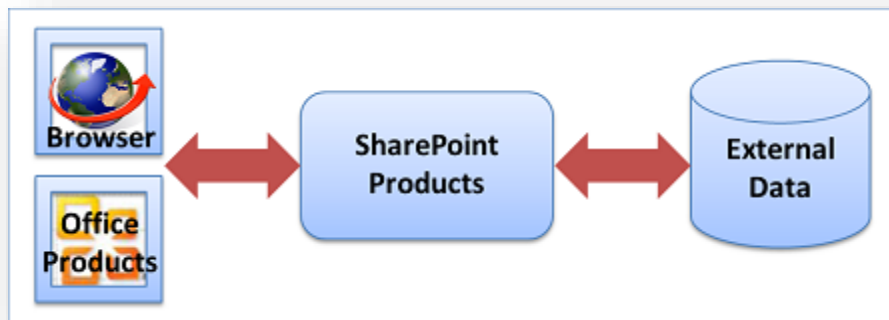 Browser
Office
Products
SharePoint
Products
External
Data